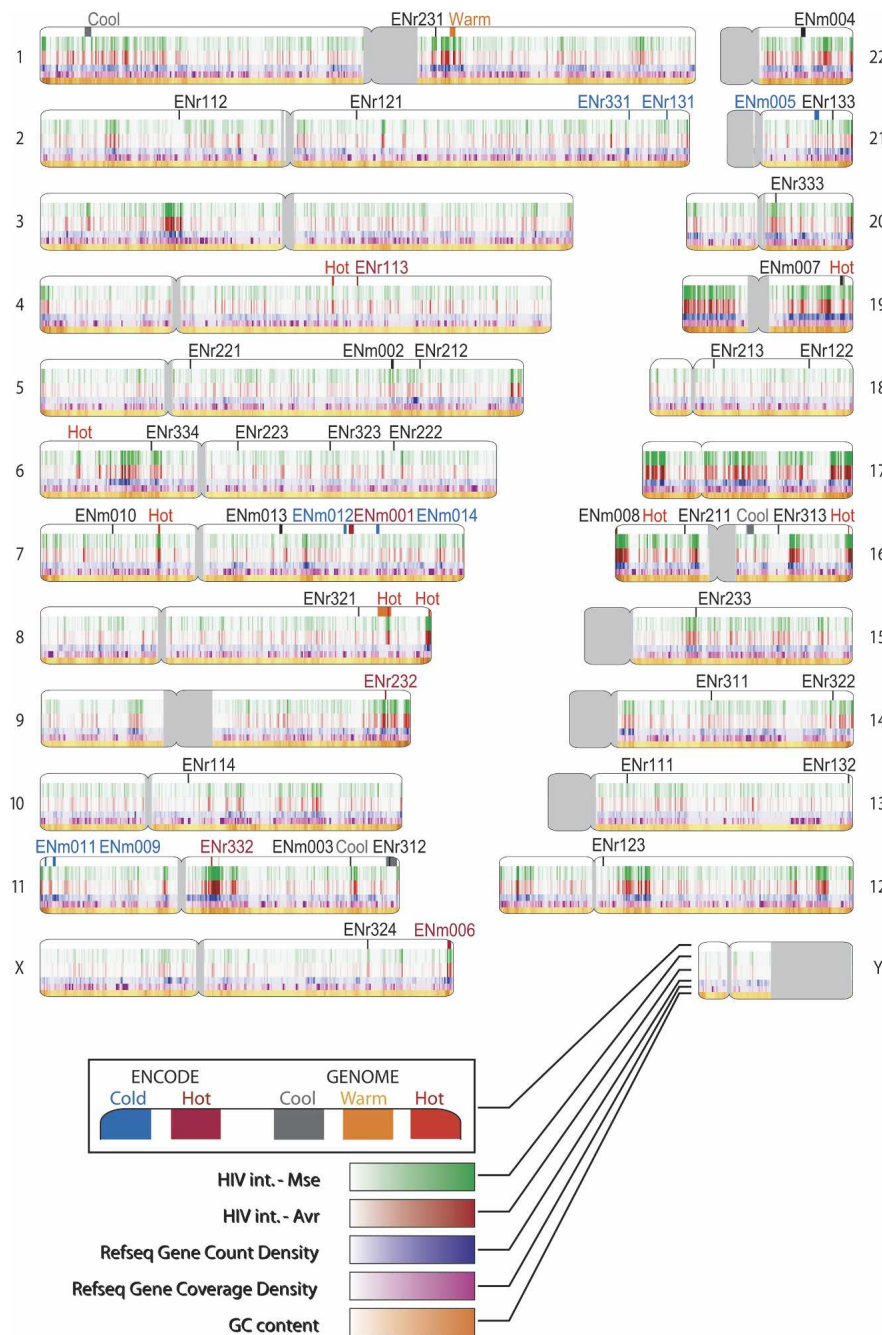 Cool ENr231 Warm ENm004
1 22
ENr112 ENr121 ENr331 ENr131 ENm005 ENr133
2 21
ENr333
3 20
Hot ENr113 ENm007 Hot
4 19
ENr221 ENm002 ENr212 ENr213 ENr122
5 18
Hot ENr334 ENr223 ENr323 ENr222
6 17
ENm010 Hot ENm013 ENm012 ENm001 ENm014 ENm008 Hot ENr211 Cool ENr313 Hot
7 16
ENr321 Hot Hot ENr233
8 15
ENr232 ENr311 ENr322
9 14
ENr114 ENr111 ENr132
10 13
ENm011 ENm009 ENr332 ENm003 Cool ENr312 ENr123
11 12
ENr324 ENm006
X Y
ENCODE GENOME
Cold Hot Cool Warm Hot
HIV int. - Mse
HIV int. - Avr
Refseq Gene Count Density
Refseq Gene Coverage Density
GC content